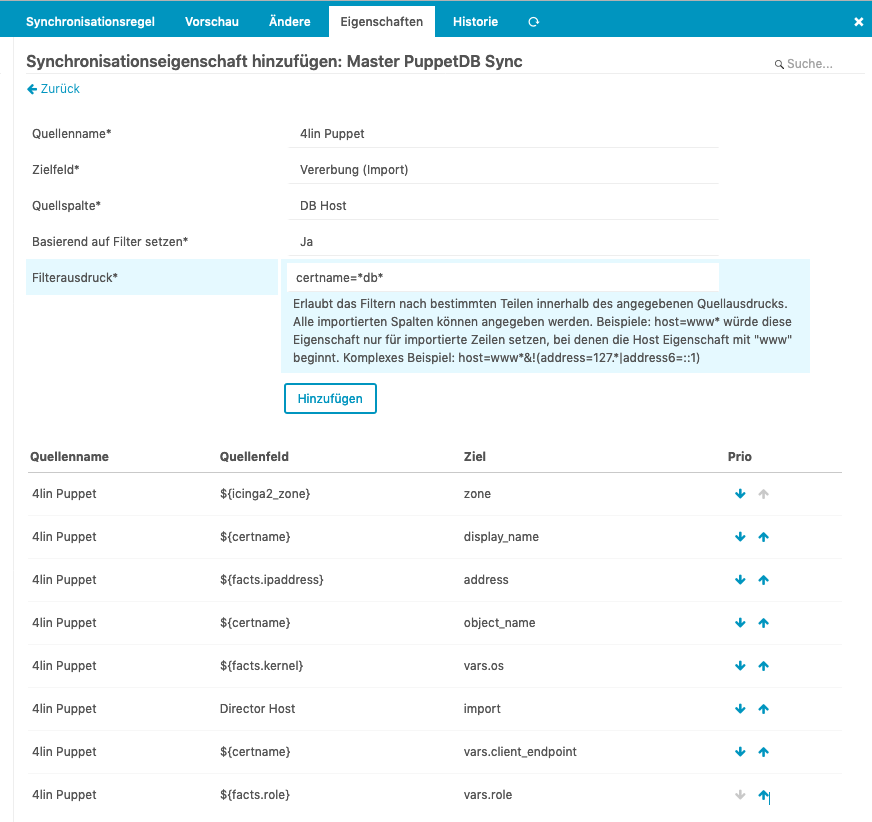 Synchronisationsregel Vorschau Ändere Eigenschaften Historie
Synchronisationseigenschaft hinzufügen: Master PuppetDB Sync
Suche...
Zurück
Quellenname* 4lin Puppet
Zielfeld* Vererbung (Import)
Quellspalte* DB Host
Basierend auf Filter setzen* Ja
Filterausdruck* certname=*db*
Erlaubt das Filtern nach bestimmten Teilen innerhalb des angegebenen Quellausdrucks.
Alle importierten Spalten können angegeben werden. Beispiele: host=www* würde diese
Eigenschaft nur für importierte Zeilen setzen, bei denen die Host Eigenschaft mit "www"
beginnt. Komplexes Beispiel: host=www*&!(address=127.*|address6=::1)
Hinzufügen
Quellenname Quellenfeld Ziel Prio
4lin Puppet ${icinga2_zone} zone
4lin Puppet ${certname} display_name
4lin Puppet ${facts.ipaddress} address
4lin Puppet ${certname} object_name
4lin Puppet ${facts.kernel} vars.os
4lin Puppet Director Host import
4lin Puppet ${certname} vars.client_endpoint
4lin Puppet ${facts.role} vars.role